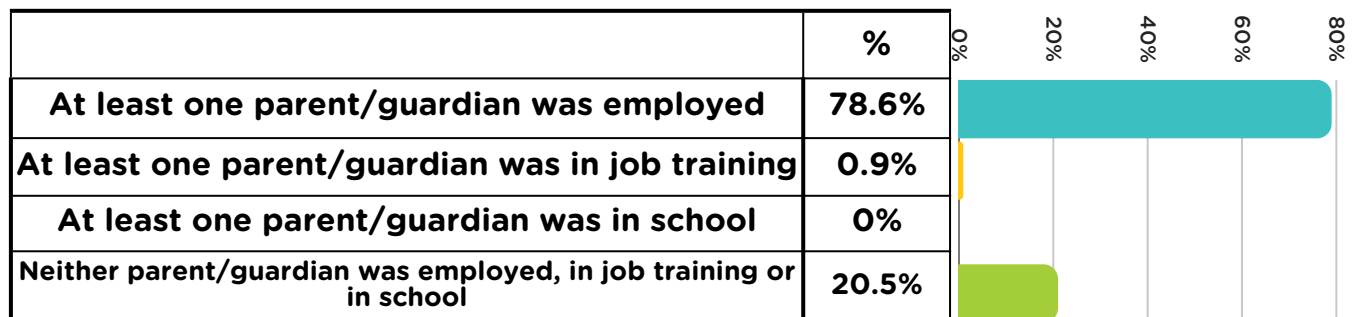 %
0%
20%
40%
60%
80%
At least one parent/guardian was employed 78.6%
At least one parent/guardian was in job training 0.9%
At least one parent/guardian was in school 0%
Neither parent/guardian was employed, in job training or
in school 20.5%